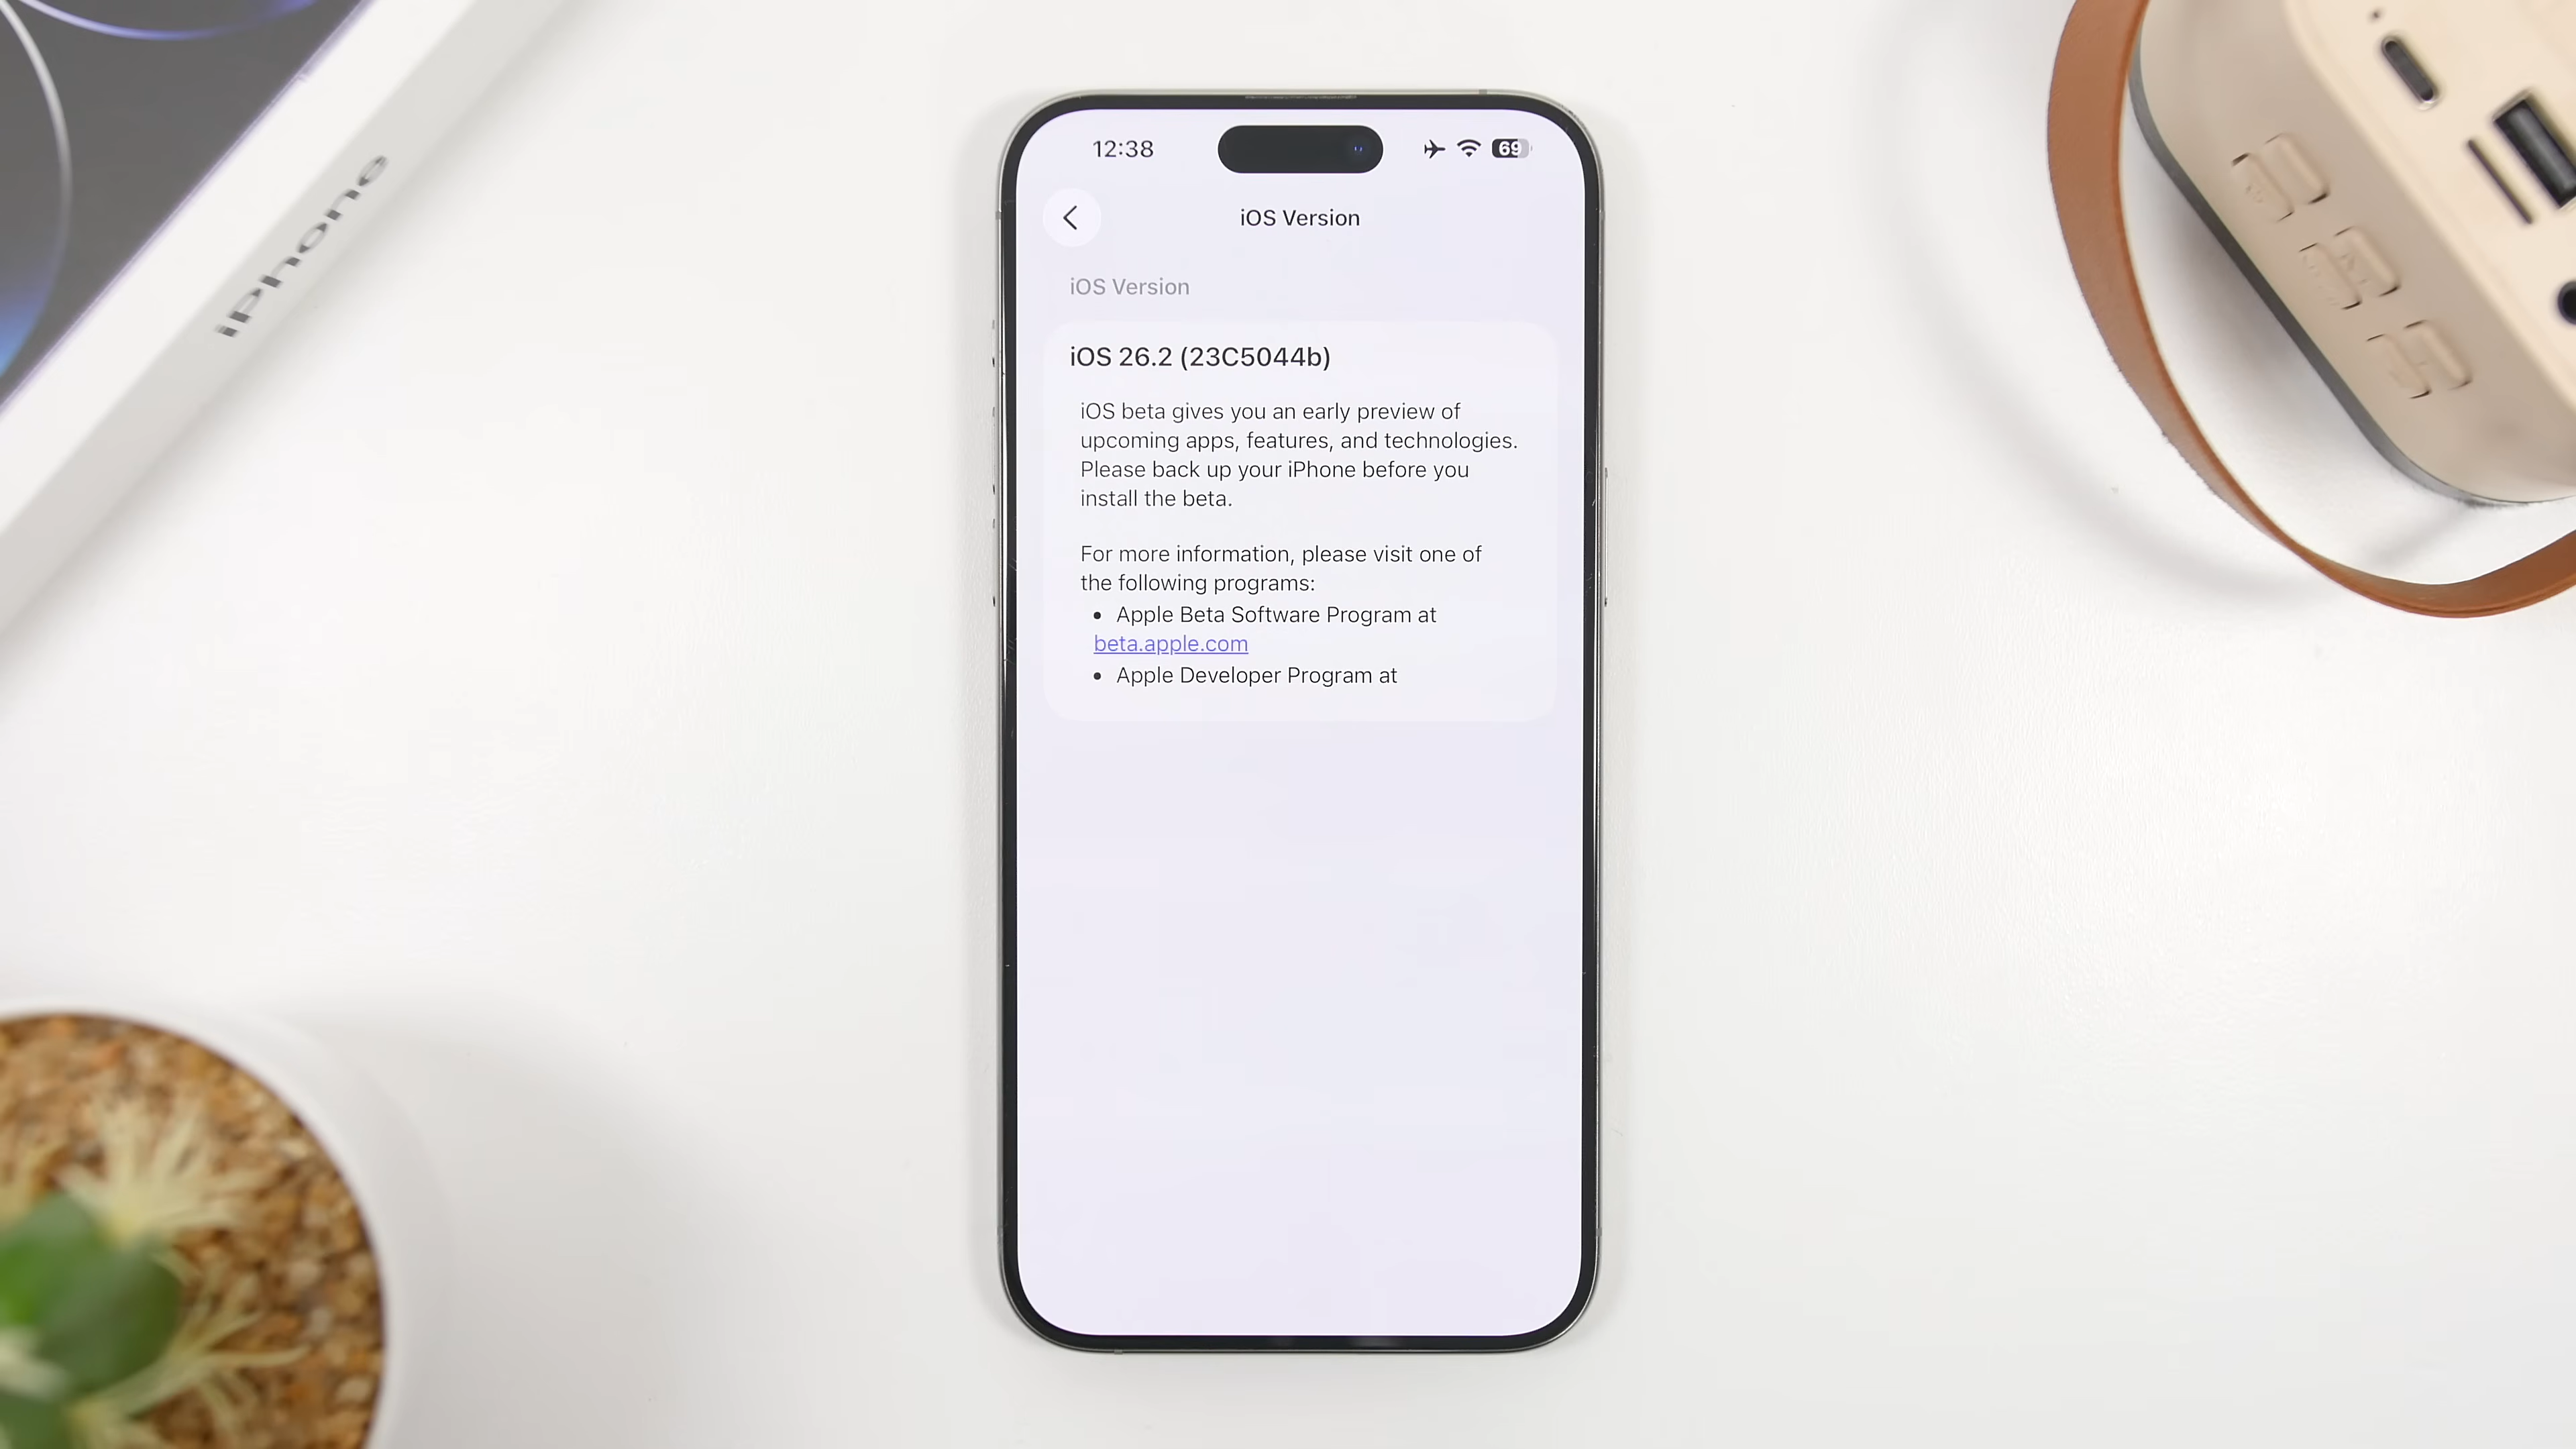 iPhone
12:38
69
iOS Version
iOS Version
iOS 26.2 (23C5044b)
iOS beta gives you an early preview of
upcoming apps, features, and technologies.
Please back up your iPhone before you
install the beta.
For more information, please visit one of
the following programs:
• Apple Beta Software Program at
beta.apple.com
• Apple Developer Program at